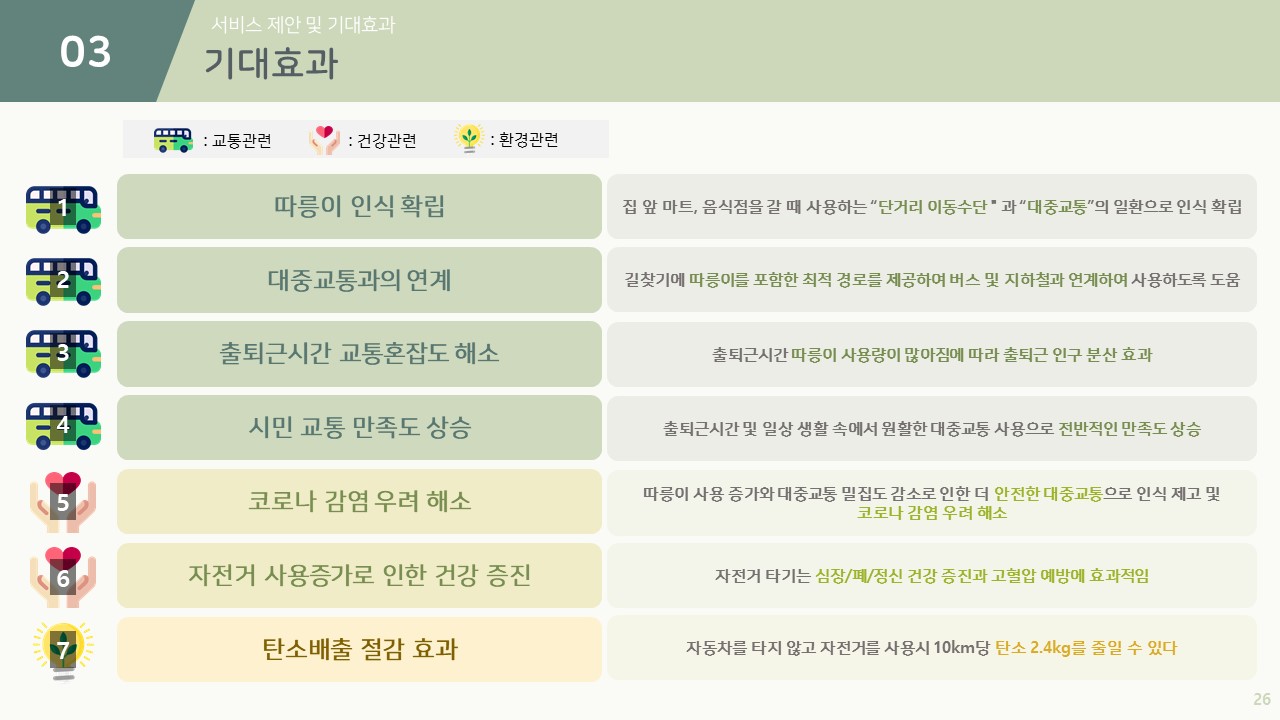 03
서비스 제안 및 기대효과
기대효과
: 교통관련
: 건강관련
: 환경관련
1
따릉이 인식 확립
집 앞 마트, 음식점을 갈 때 사용하는 “단거리 이동수단＂ 과 “대중교통”의 일환으로 인식 확립
2
대중교통과의 연계
길찾기에 따릉이를 포함한 최적 경로를 제공하여 버스 및 지하철과 연계하여 사용하도록 도움
3
출퇴근시간 교통혼잡도 해소
출퇴근시간 따릉이 사용량이 많아짐에 따라 출퇴근 인구 분산 효과
4
시민 교통 만족도 상승
출퇴근시간 및 일상 생활 속에서 원활한 대중교통 사용으로 전반적인 만족도 상승
5
코로나 감염 우려 해소
따릉이 사용 증가와 대중교통 밀집도 감소로 인한 더 안전한 대중교통으로 인식 제고 및
코로나 감염 우려 해소
6
자전거 사용증가로 인한 건강 증진
자전거 타기는 심장/폐/정신 건강 증진과 고혈압 예방에 효과적임
7
탄소배출 절감 효과
자동차를 타지 않고 자전거를 사용시 10km당 탄소 2.4kg를 줄일 수 있다
26